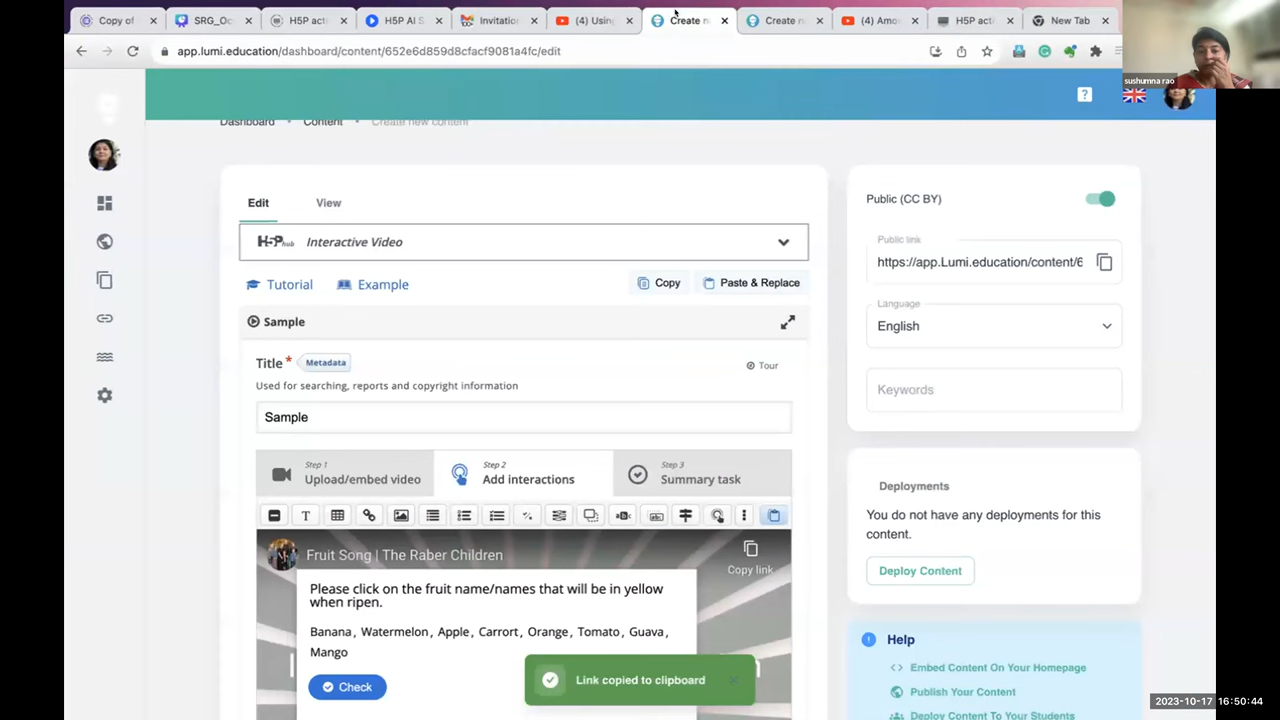 Copy of
SRG_Oc
H5P act
H5P AI S
Invitation
(4) Using
Create n
Create n
(4) Amo
H5P act
New Tab
app.lumi.education/dashboard/content/652e6d859d8cfacf9081a4fc/edit
sushumna rao
?
Dashboard • Content • Create new content
Edit
View
H5P hub Interactive Video
Tutorial
Example
Copy
Paste & Replace
Sample
Title * Metadata
Tour
Used for searching, reports and copyright information
Sample
Step 1
Upload/embed video
Step 2
Add interactions
Step 3
Summary task
Fruit Song | The Raber Children
Copy link
Please click on the fruit name/names that will be in yellow
when ripen.
Banana, Watermelon, Apple, Carrort, Orange, Tomato, Guava,
Mango
Check
Link copied to clipboard
Public (CC BY)
Public link
https://app.Lumi.education/content/6
Language
English
Keywords
Deployments
You do not have any deployments for this
content.
Deploy Content
Help
Embed Content On Your Homepage
Publish Your Content
Deploy Content To Your Students
2023-10-17 16:50:44